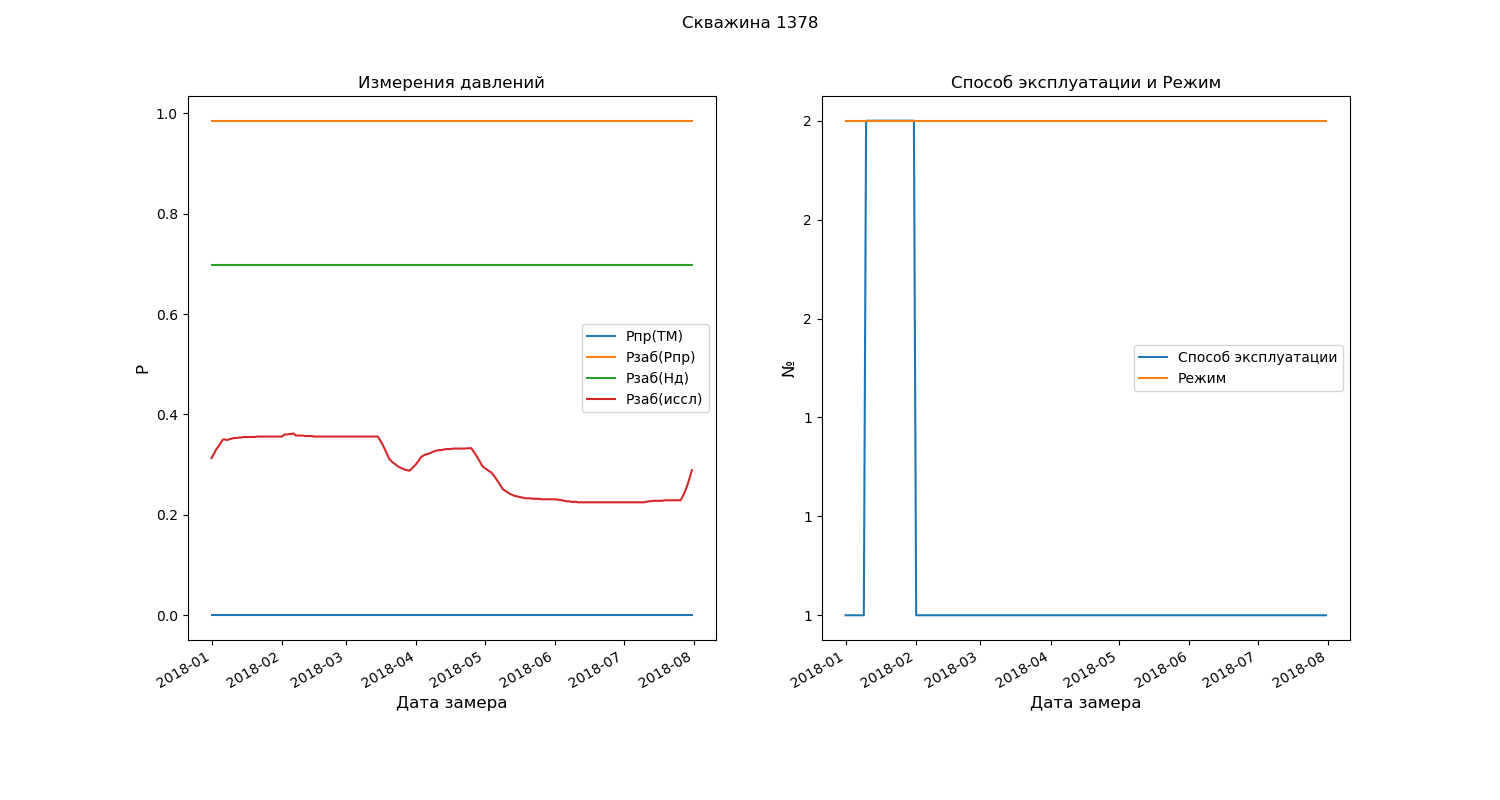 Скважина 1378
Измерения давлений
1.0
0.8
0.6
0.4
0.2
0.0
P
Pпр(ТМ)
Pзаб(Pпр)
Pзаб(Нд)
Pзаб(иссл)
2018-01
2018-02
2018-03
2018-04
2018-05
2018-06
2018-07
2018-08
Дата замера
Способ эксплуатации и Режим
2
2
2
1
1
1
№
Способ эксплуатации
Режим
2018-01
2018-02
2018-03
2018-04
2018-05
2018-06
2018-07
2018-08
Дата замера